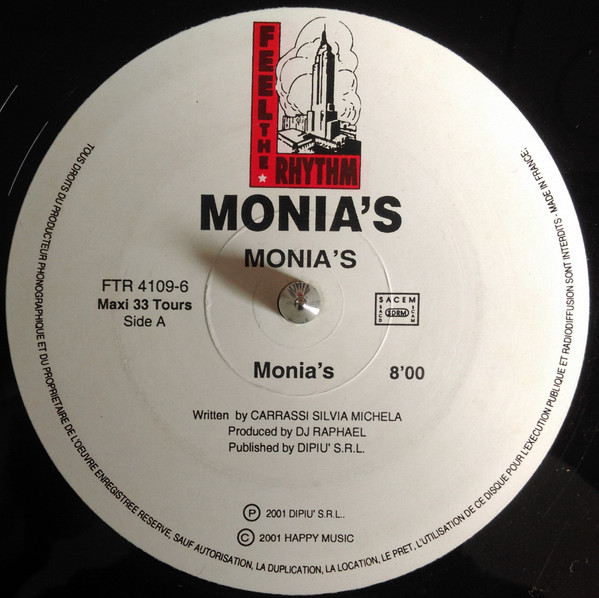 FEEL THE
RHYTHM
MONIA'S
MONIA'S
FTR 4109-6
Maxi 33 Tours
Side A
SACEM
SACD
SDRM
SCAM
Monia's 8'00
Written by CARRASSI SILVIA MICHELA
Produced by DJ RAPHAEL
Published by DIPIU' S.R.L.
Ⓟ 2001 DIPIU' S.R.L..
© 2001 HAPPY MUSIC
TOUS DROITS DU PRODUCTEUR PHONOGRAPHIQUE ET DU PROPRIETAIRE DE L'ŒUVRE ENREGISTREE RESERVE. SAUF AUTORISATION, LA DUPLICATION, LA LOCATION, LE PRET, L'UTILISATION DE CE DISQUE POUR L'EXECUTION PUBLIQUE ET RADIODIFFUSION SONT INTERDITS - MADE IN FRANCE.